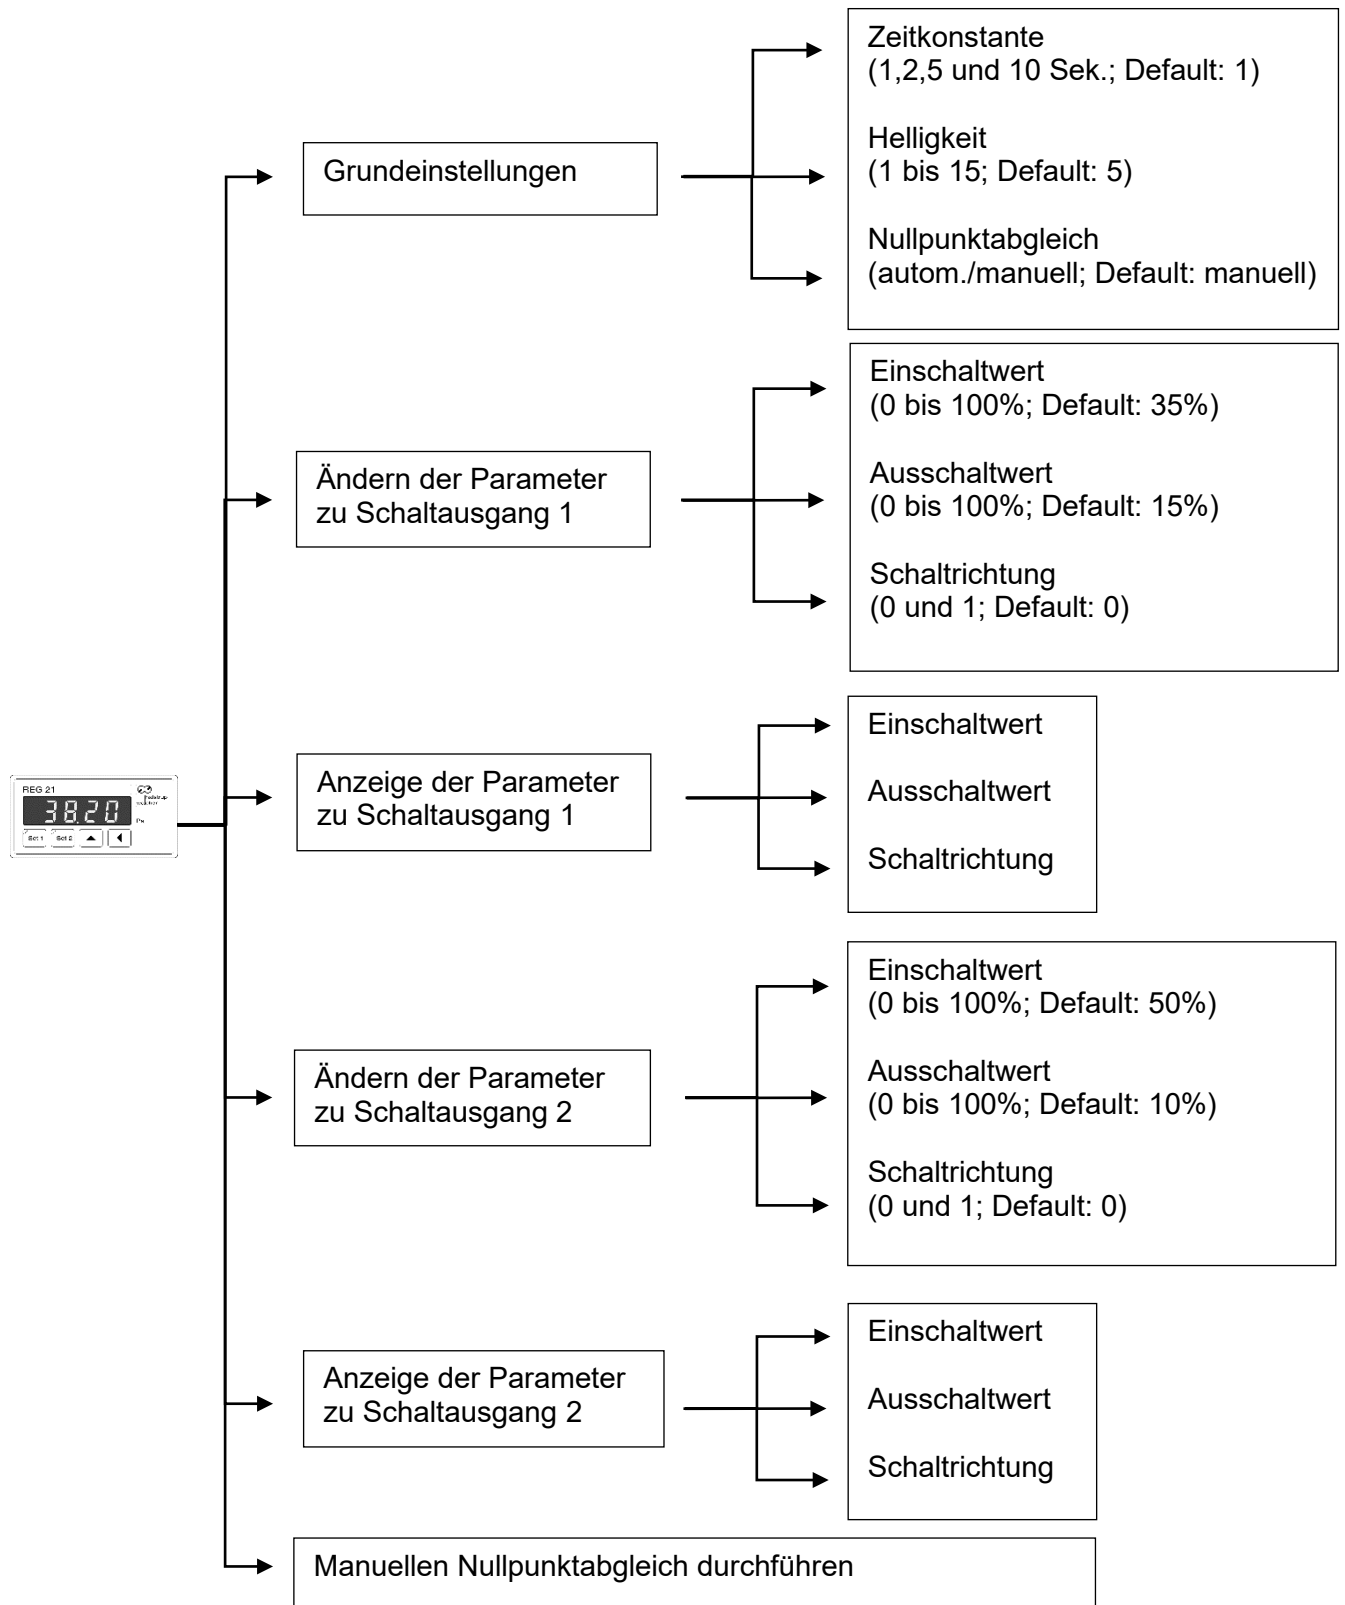 Zeitkonstante
(1,2,5 und 10 Sek.; Default: 1)
Helligkeit
(1 bis 15; Default: 5)
Nullpunktabgleich
(autom./manuell; Default: manuell)
Grundeinstellungen
Einschaltwert
(0 bis 100%; Default: 35%)
Ausschaltwert
(0 bis 100%; Default: 15%)
Schaltrichtung
(0 und 1; Default: 0)
Ändern der Parameter
zu Schaltausgang 1
Einschaltwert
Ausschaltwert
Schaltrichtung
Anzeige der Parameter
zu Schaltausgang 1
REG 21
38.20
Pa
Set 1 Set 2
Einschaltwert
(0 bis 100%; Default: 50%)
Ausschaltwert
(0 bis 100%; Default: 10%)
Schaltrichtung
(0 und 1; Default: 0)
Ändern der Parameter
zu Schaltausgang 2
Einschaltwert
Ausschaltwert
Schaltrichtung
Anzeige der Parameter
zu Schaltausgang 2
Manuellen Nullpunktabgleich durchführen